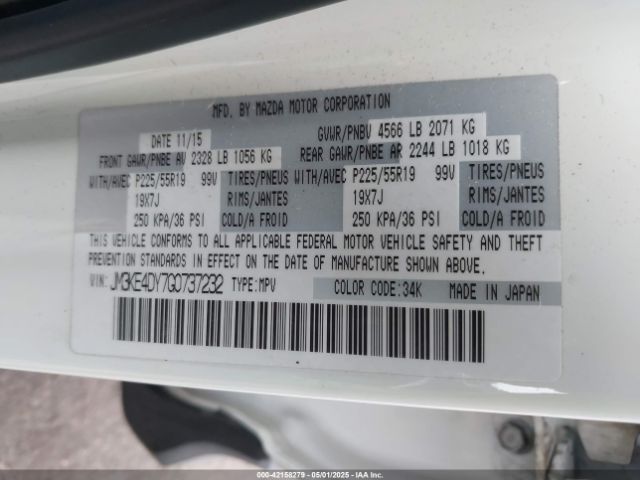 MFD. BY MAZDA MOTOR CORPORATION
DATE 11/15 GVWR/PNBV 4566 LB 2071 KG
FRONT GAWR/PNBE AV 2328 LB 1056 KG REAR GAWR/PNBE AR 2244 LB 1018 KG
WITH/AVEC P225/55R19 99V TIRES/PNEUS WITH/AVEC P225/55R19 99V TIRES/PNEUS
19X7J RIMS/JANTES 19X7J RIMS/JANTES
250 KPA/36 PSI COLD/A FROID 250 KPA/36 PSI COLD/A FROID
THIS VEHICLE CONFORMS TO ALL APPLICABLE FEDERAL MOTOR VEHICLE SAFETY AND THEFT
PREVENTION STANDARDS IN EFFECT ON THE DATE OF MANUFACTURE SHOWN ABOVE.
VIN: JM3KE4DY7G0737232 TYPE:MPV COLOR CODE:34K MADE IN JAPAN
000-42158279 - 05/01/2025 - IAAI.COM